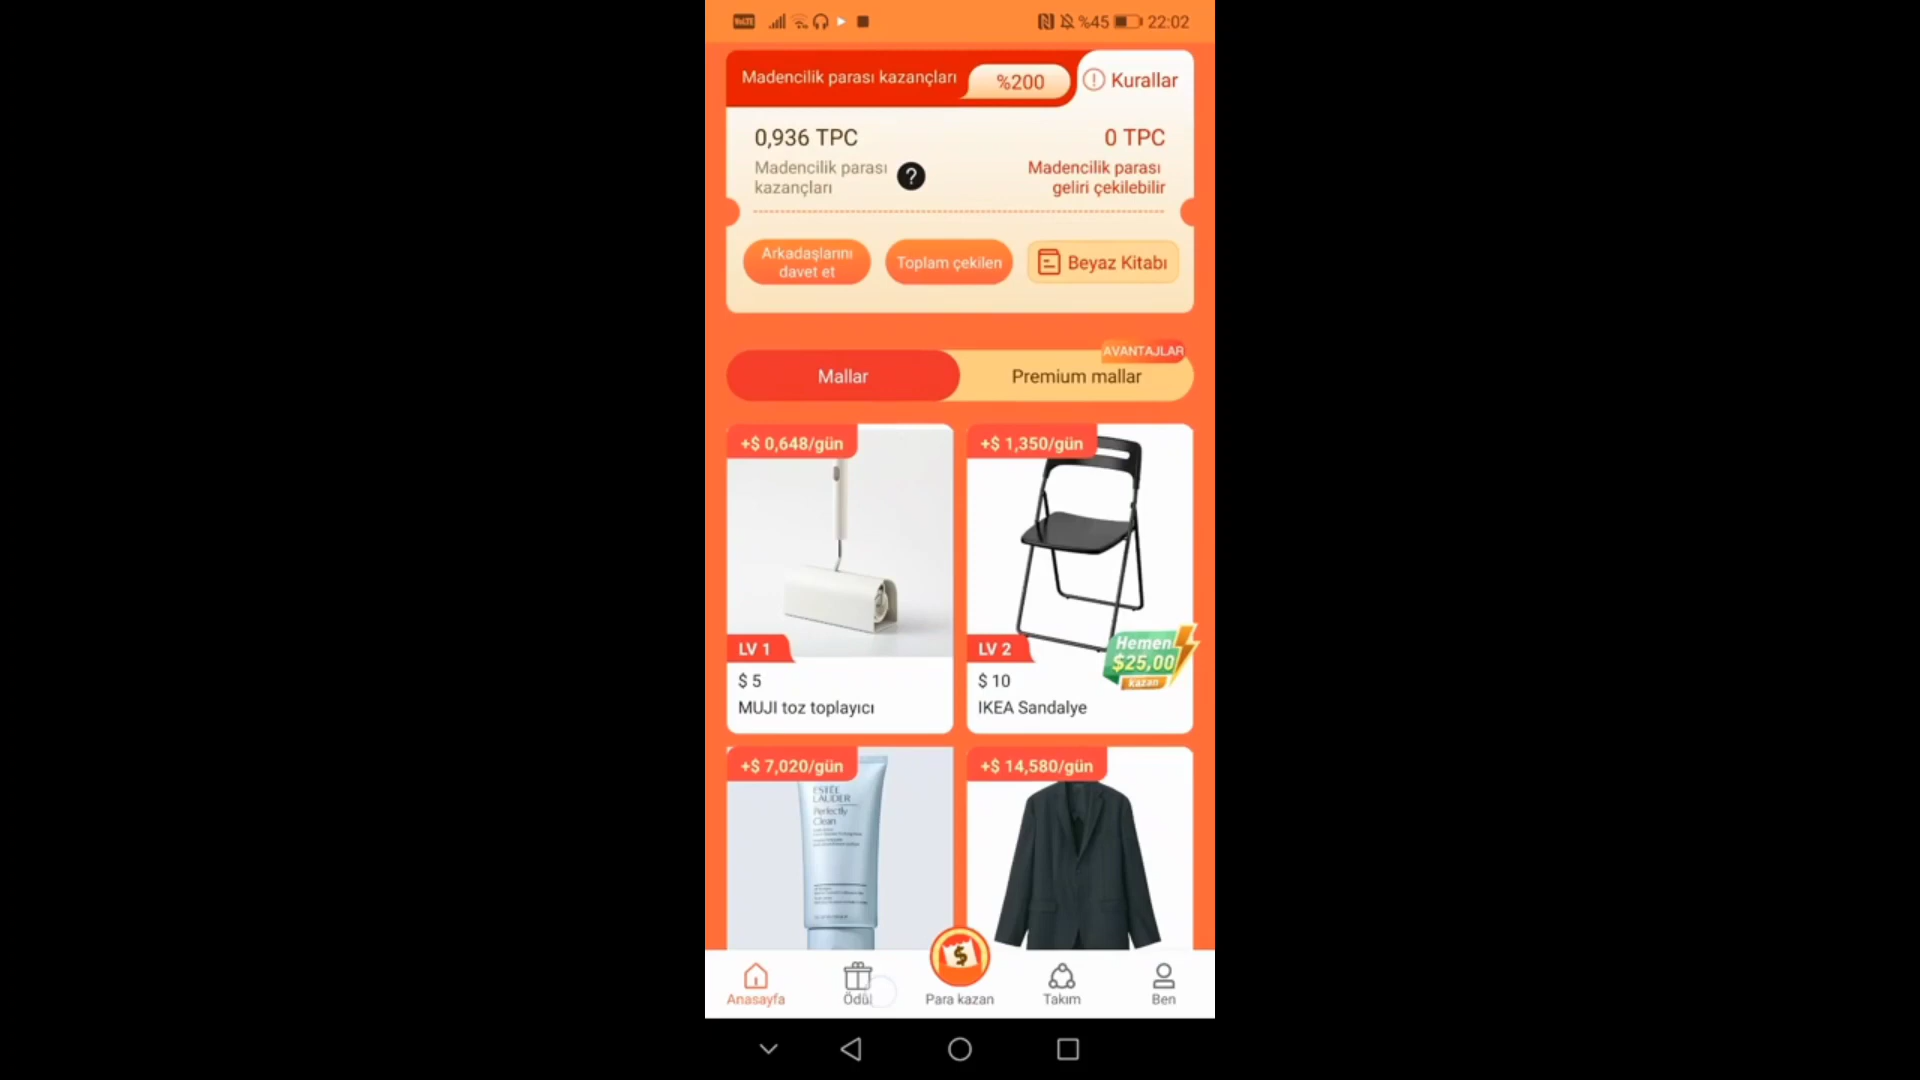 VoLTE
%45 22:02
Madencilik parası kazançları %200 Kurallar
0,936 TPC
0 TPC
Madencilik parası
kazançları
?
Madencilik parası
geliri çekilebilir
Arkadaşlarını
davet et
Toplam çekilen
Beyaz Kitabı
AVANTAJLAR
Mallar
Premium mallar
+$ 0,648/gün
LV 1
$ 5
MUJI toz toplayıcı
+$ 1,350/gün
LV 2
Hemen
$25,00
kazan
$ 10
IKEA Sandalye
+$ 7,020/gün
ESTĒE
LAUDER
Perfectly
Clean
+$ 14,580/gün
$
Anasayfa
Ödül
Para kazan
Takım
Ben